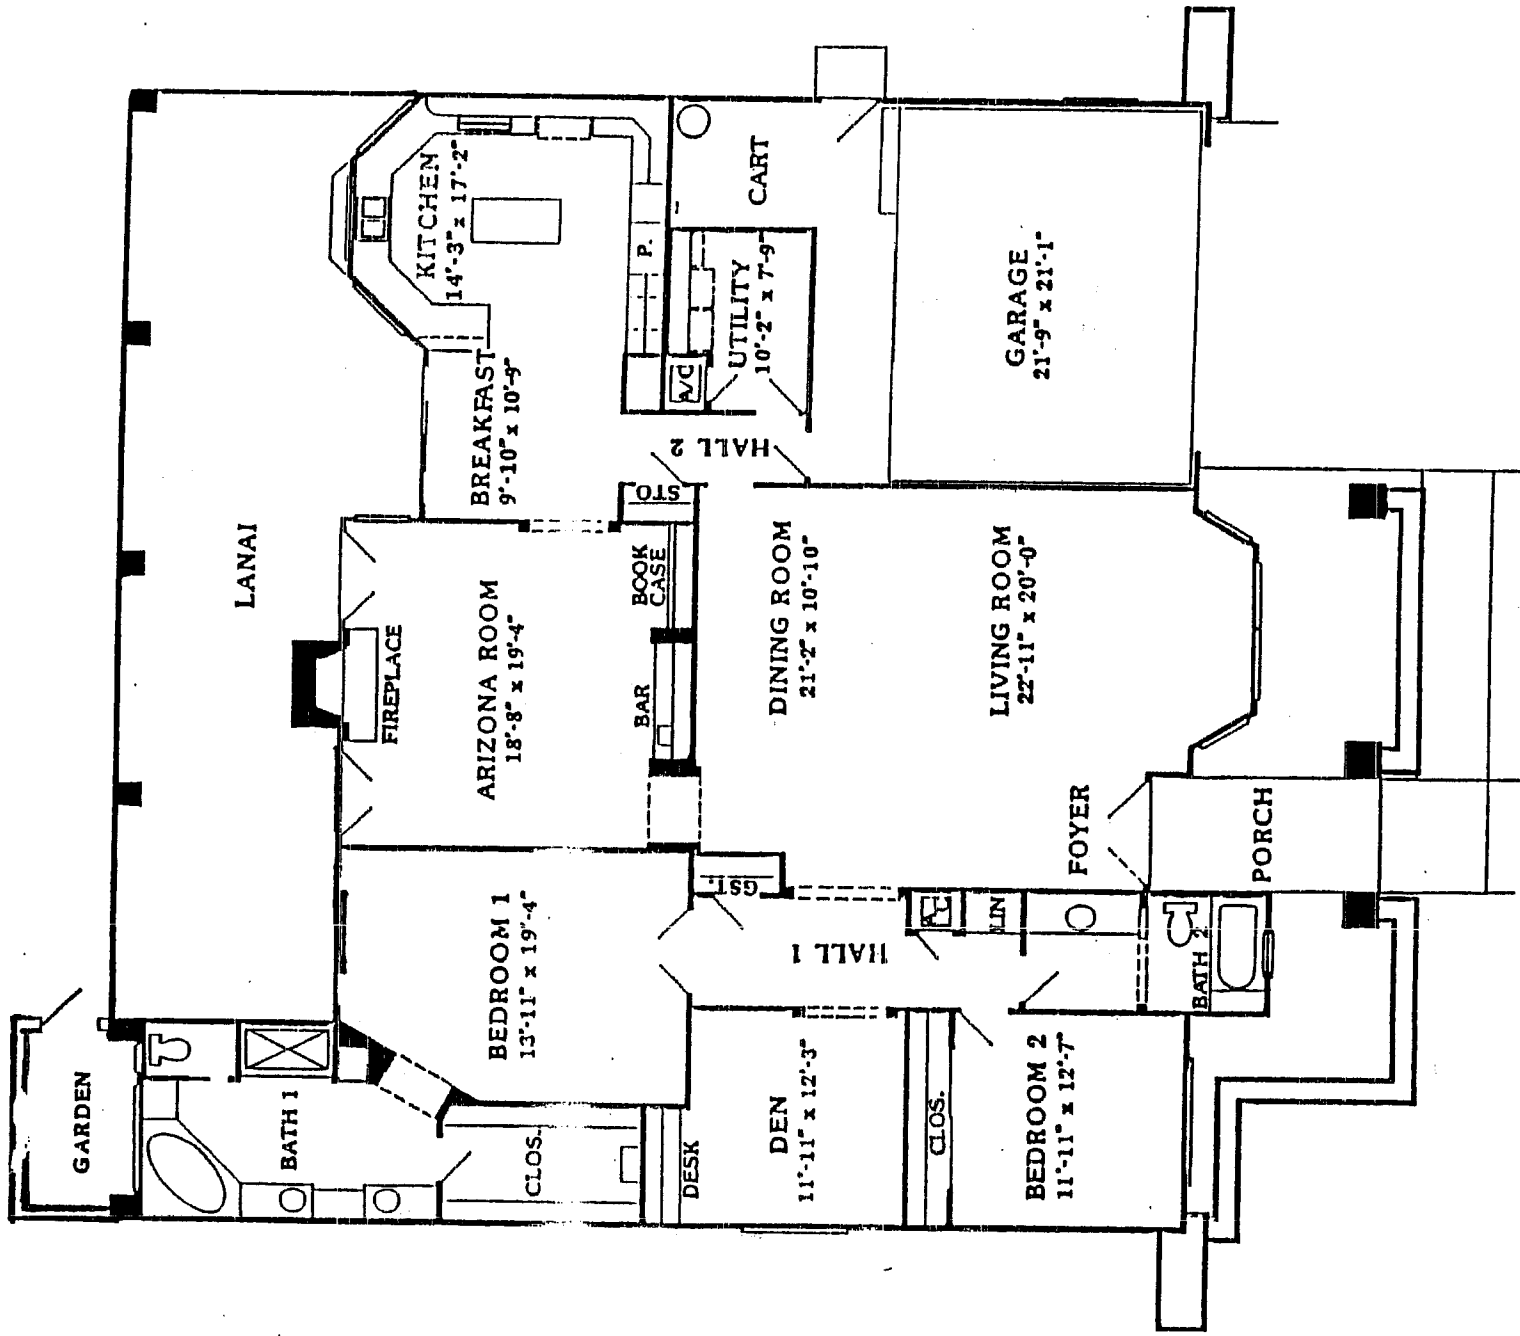 GARDEN
BATH 1
CLOS.
LANAI
BEDROOM 1
13'-11" x 19'-4"
FIREPLACE
ARIZONA ROOM
18'-8" x 19'-4"
BAR
BOOK
CASE
STO
BREAKFAST
9'-10" x 10'-9"
KITCHEN
14'-3" x 17'-2"
P.
A/C
UTILITY
10'-2" x 7'-9"
CART
HALL 2
GARAGE
21'-9" x 21'-1"
DINING ROOM
21'-2" x 10'-10"
LIVING ROOM
22'-11" x 20'-0"
FOYER
PORCH
GST.
HALL 1
LIN
BATH 2
DESK
DEN
11'-11" x 12'-3"
CLOS.
BEDROOM 2
11'-11" x 12'-7"